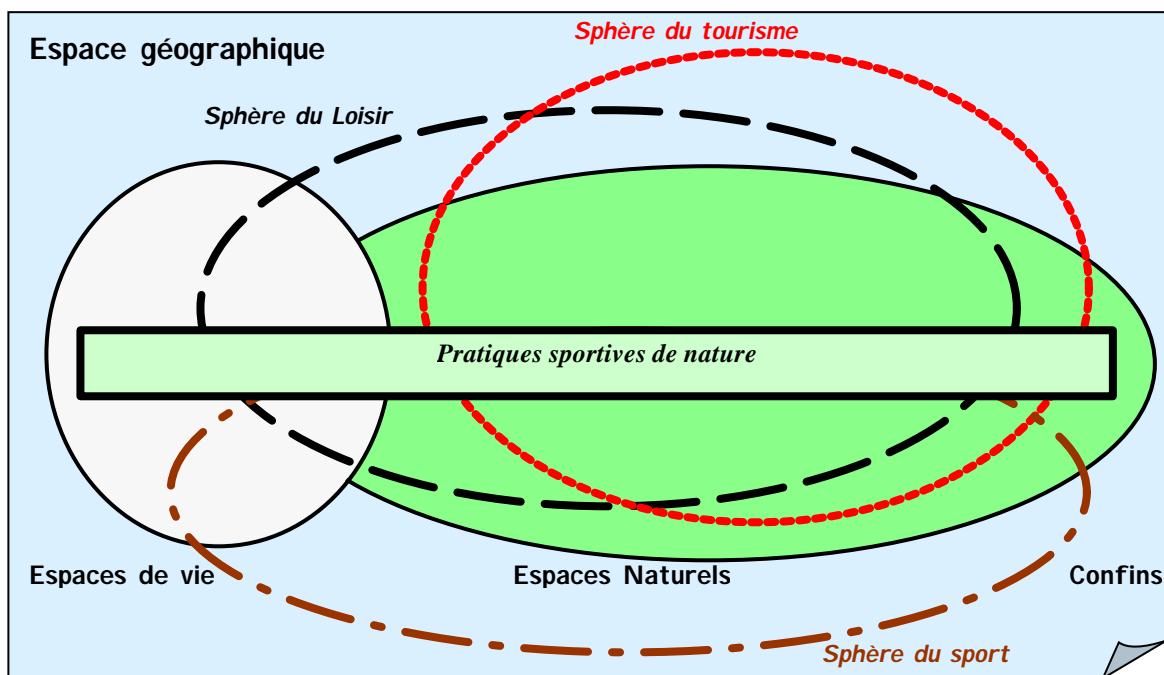 Sphère du tourisme
Espace géographique
Sphère du Loisir
Pratiques sportives de nature
Espaces de vie
Espaces Naturels
Confins
Sphère du sport